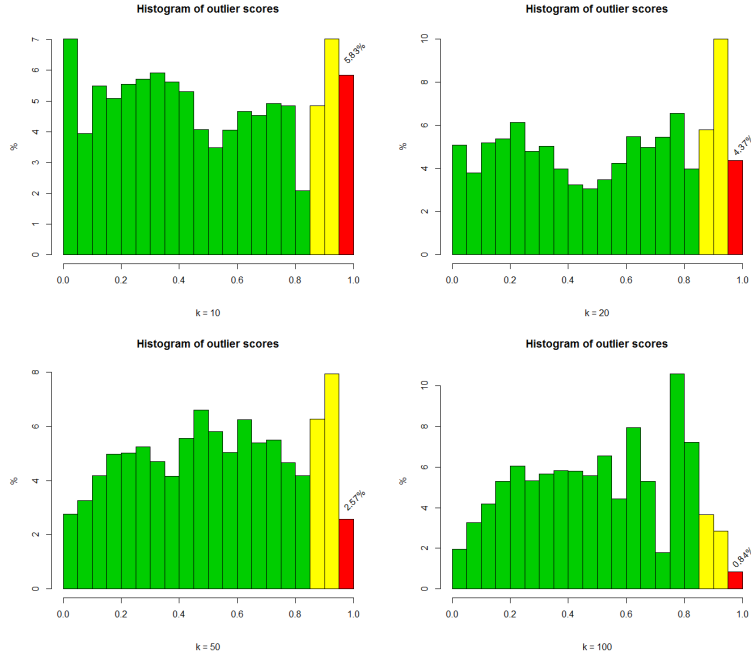 Histogram of outlier scores
%
0 1 2 3 4 5 6 7
5.83%
0.0 0.2 0.4 0.6 0.8 1.0
k = 10
Histogram of outlier scores
%
0 2 4 6 8 10
4.37%
0.0 0.2 0.4 0.6 0.8 1.0
k = 20
Histogram of outlier scores
%
0 2 4 6 8
2.57%
0.0 0.2 0.4 0.6 0.8 1.0
k = 50
Histogram of outlier scores
%
0 2 4 6 8 10
0.84%
0.0 0.2 0.4 0.6 0.8 1.0
k = 100